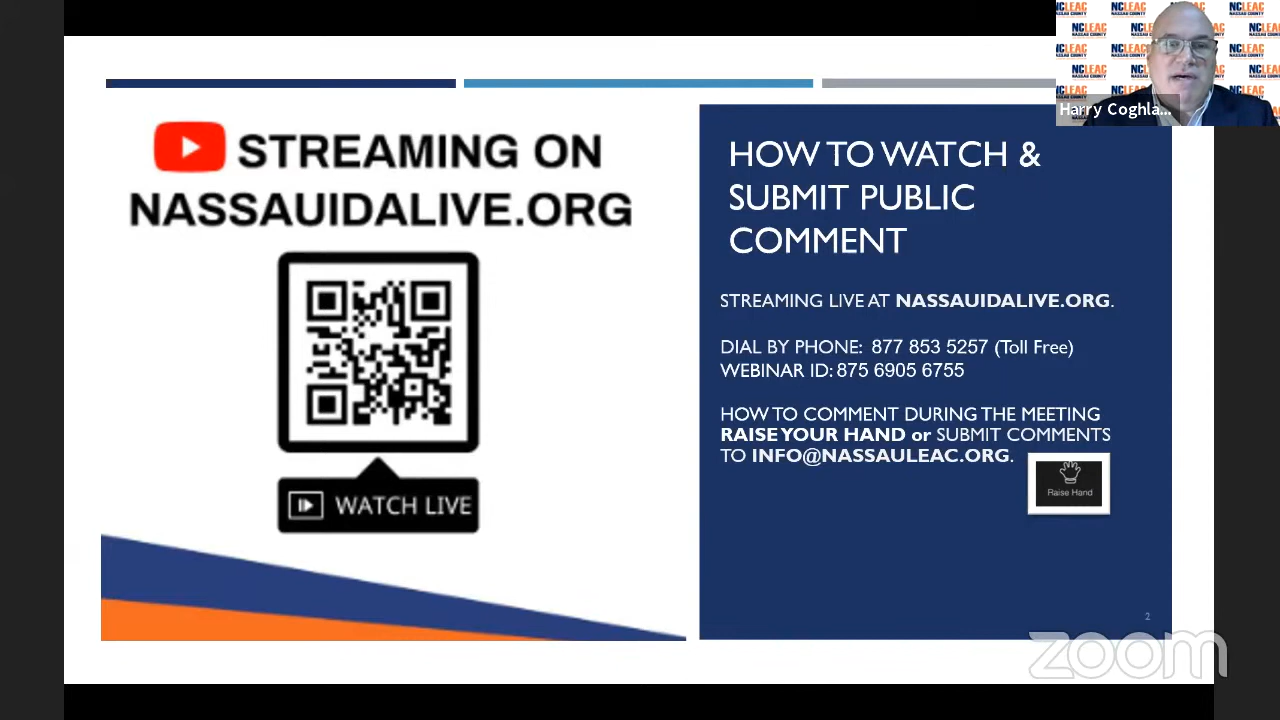 STREAMING ON
NASSAUIDALIVE.ORG
WATCH LIVE
HOW TO WATCH &
SUBMIT PUBLIC
COMMENT
STREAMING LIVE AT NASSAUIDALIVE.ORG.
DIAL BY PHONE: 877 853 5257 (Toll Free)
WEBINAR ID: 875 6905 6755
HOW TO COMMENT DURING THE MEETING
RAISE YOUR HAND or SUBMIT COMMENTS
TO INFO@NASSAULEAC.ORG.
Raise Hand
2
NCLEAC
NASSAU COUNTY
Harry Coghla...
zoom